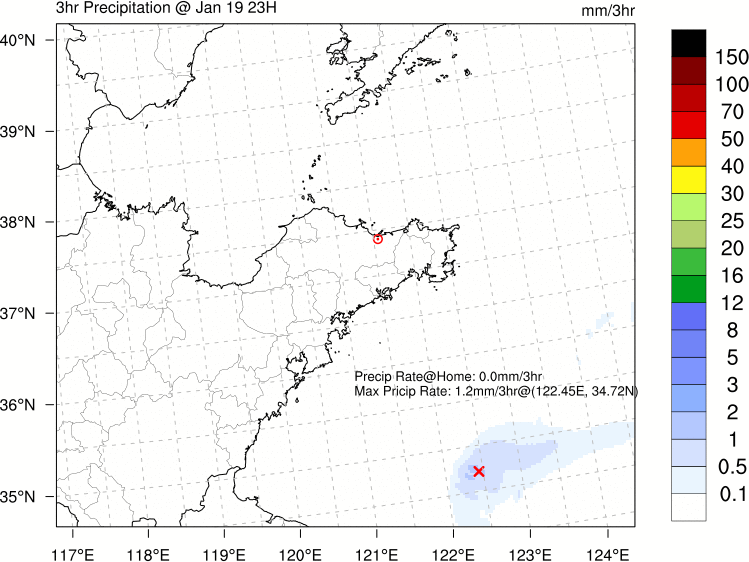 3hr Precipitation @ Jan 19 23H
mm/3hr
40°N
39°N
38°N
37°N
36°N
35°N
Precip Rate@Home: 0.0mm/3hr
Max Pricip Rate: 1.2mm/3hr@(122.45E, 34.72N)
117°E 118°E 119°E 120°E 121°E 122°E 123°E 124°E
150
100
70
50
40
30
25
20
16
12
8
5
3
2
1
0.5
0.1